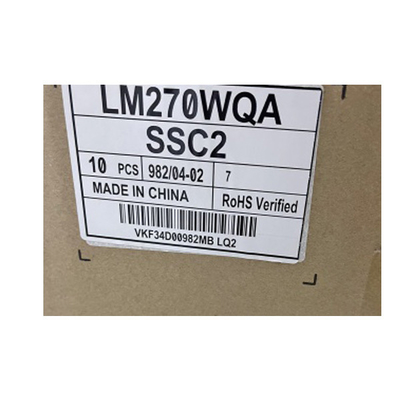 LM270WQA
SSC2
10 PCS 982/04-02 7
MADE IN CHINA RoHS Verified
VKF34D00982MB LQ2